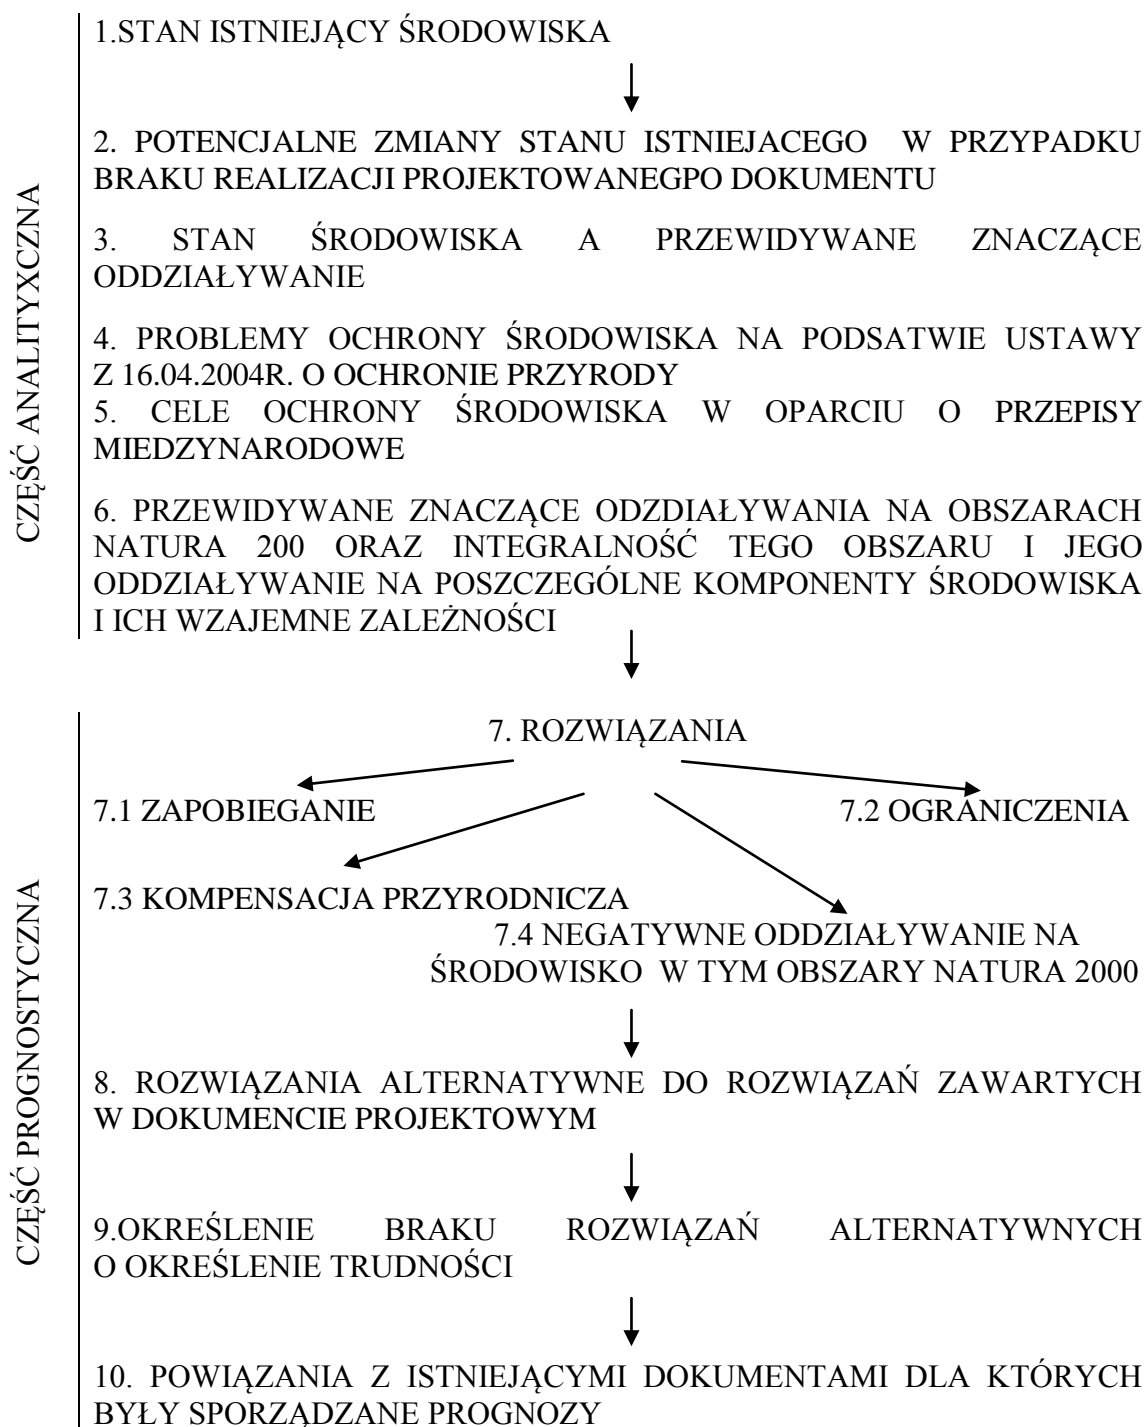 CZĘŚĆ ANALITYXCZNA
1.STAN ISTNIEJĄCY ŚRODOWISKA
2. POTENCJALNE ZMIANY STANU ISTNIEJACEGO W PRZYPADKU
BRAKU REALIZACJI PROJEKTOWANEGPO DOKUMENTU
3. STAN ŚRODOWISKA A PRZEWIDYWANE ZNACZĄCE
ODDZIAŁYWANIE
4. PROBLEMY OCHRONY ŚRODOWISKA NA PODSATWIE USTAWY
Z 16.04.2004R. O OCHRONIE PRZYRODY
5. CELE OCHRONY ŚRODOWISKA W OPARCIU O PRZEPISY
MIEDZYNARODOWE
6. PRZEWIDYWANE ZNACZĄCE ODZDIAŁYWANIA NA OBSZARACH
NATURA 200 ORAZ INTEGRALNOŚĆ TEGO OBSZARU I JEGO
ODDZIAŁYWANIE NA POSZCZEGÓLNE KOMPONENTY ŚRODOWISKA
I ICH WZAJEMNE ZALEŻNOŚCI
CZĘŚĆ PROGNOSTYCZNA
7. ROZWIĄZANIA
7.1 ZAPOBIEGANIE
7.2 OGRANICZENIA
7.3 KOMPENSACJA PRZYRODNICZA
7.4 NEGATYWNE ODDZIAŁYWANIE NA
ŚRODOWISKO W TYM OBSZARY NATURA 2000
8. ROZWIĄZANIA ALTERNATYWNE DO ROZWIĄZAŃ ZAWARTYCH
W DOKUMENCIE PROJEKTOWYM
9.OKREŚLENIE BRAKU ROZWIĄZAŃ ALTERNATYWNYCH
O OKREŚLENIE TRUDNOŚCI
10. POWIĄZANIA Z ISTNIEJĄCYMI DOKUMENTAMI DLA KTÓRYCH
BYŁY SPORZĄDZANE PROGNOZY